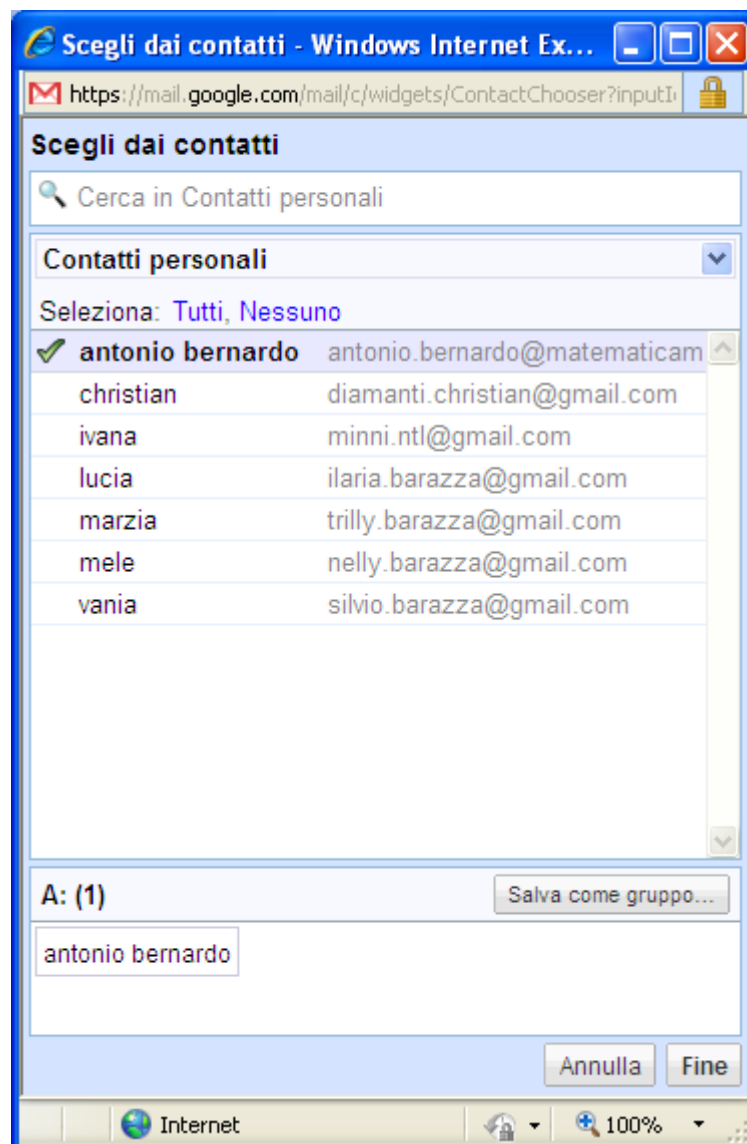 Scegli dai contatti - Windows Internet Ex...
https://mail.google.com/mail/c/widgets/ContactChooser?inputI
Scegli dai contatti
Cerca in Contatti personali
Contatti personali
Seleziona: Tutti, Nessuno
antonio bernardo antonio.bernardo@matematicam
christian diamanti.christian@gmail.com
ivana minni.ntl@gmail.com
lucia ilaria.barazza@gmail.com
marzia trilly.barazza@gmail.com
mele nelly.barazza@gmail.com
vania silvio.barazza@gmail.com
A: (1) Salva come gruppo...
antonio bernardo
Annulla Fine
Internet 100%